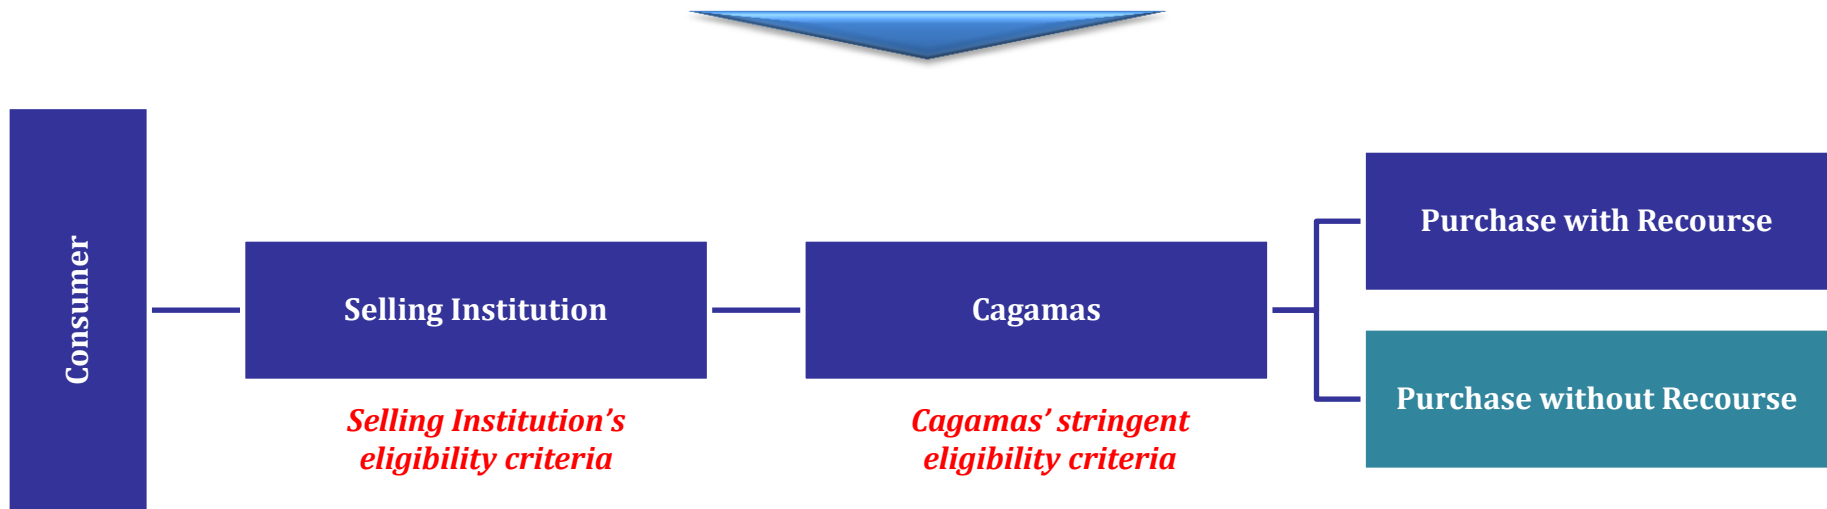 Consumer
Selling Institution
Selling Institution’s
eligibility criteria
Cagamas
Cagamas’ stringent
eligibility criteria
Purchase with Recourse
Purchase without Recourse